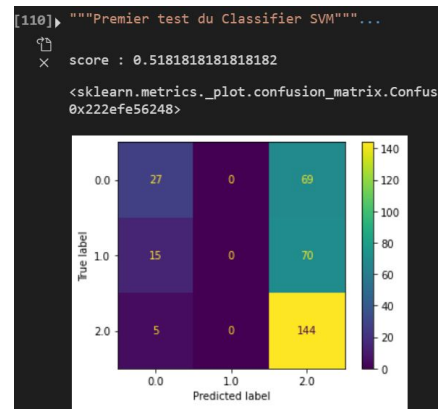 [110] """Premier test du Classifier SVM"""...
score : 0.5181818181818182
<sklearn.metrics._plot.confusion_matrix.Confus
0x222efe56248>
140
0.0 27 0 69
120
100
True label
1.0 15 0 70
80
60
40
2.0 5 0 144
20
0
0.0 1.0 2.0
Predicted label